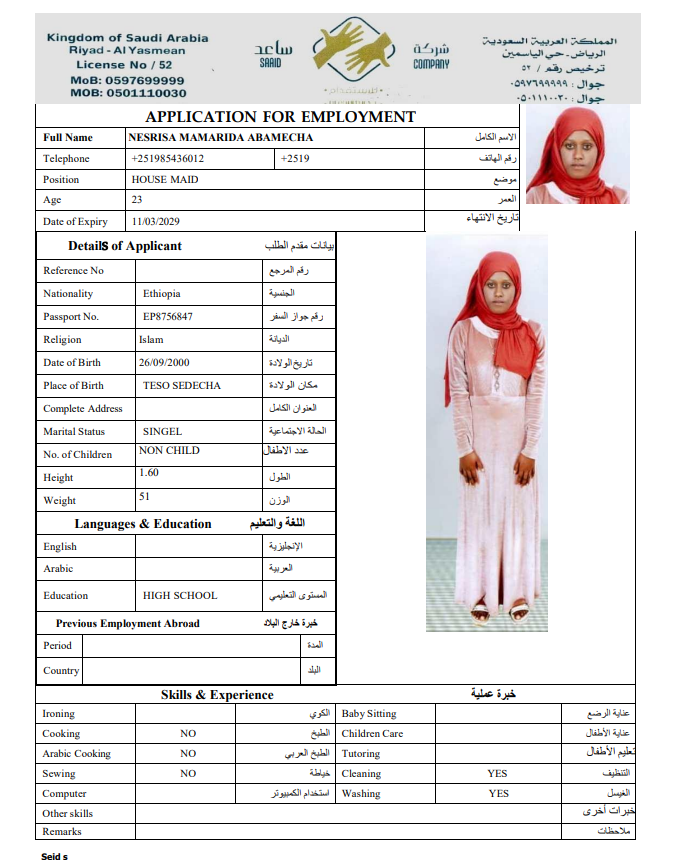 Kingdom of Saudi Arabia
Riyad - Al Yasmean
License No / 52
MoB: 0597699999
MOB: 0501110030
ساعد
SAAID
شركة
COMPANY
المملكة العربية السعودية
الرياض - حي الياسمين
ترخيص رقم / ٥٢
جوال : ٠٥٩٧٦٩٩٩٩٩
جوال : ٠٥٠١١١٠٠٣٠
للإستقدام
APPLICATION FOR EMPLOYMENT
Full Name NESRISA MAMARIDA ABAMECHA الاسم الكامل
Telephone +251985436012 +2519 رقم الهاتف
Position HOUSE MAID موضع
Age 23 العمر
Date of Expiry 11/03/2029 تاريخ الانتهاء
Details of Applicant بيانات مقدم الطلب
Reference No رقم المرجع
Nationality Ethiopia الجنسية
Passport No. EP8756847 رقم جواز السفر
Religion Islam الديانة
Date of Birth 26/09/2000 تاريخ الولادة
Place of Birth TESO SEDECHA مكان الولادة
Complete Address العنوان الكامل
Marital Status SINGEL الحالة الاجتماعية
No. of Children NON CHILD عدد الاطفال
Height 1.60 الطول
Weight 51 الوزن
Languages & Education اللغة والتعليم
English الإنجليزية
Arabic العربية
Education HIGH SCHOOL المستوى التعليمي
Previous Employment Abroad خبرة خارج البلاد
Period المدة
Country البلد
Skills & Experience خبرة عملية
Ironing الكوي Baby Sitting عناية الرضع
Cooking NO الطبخ Children Care عناية الأطفال
Arabic Cooking NO الطبخ العربي Tutoring تعليم الأطفال
Sewing NO خياطة Cleaning YES التنظيف
Computer استخدام الكمبيوتر Washing YES الغيسل
Other skills خبرات أخرى
Remarks ملاحظات
Seid s